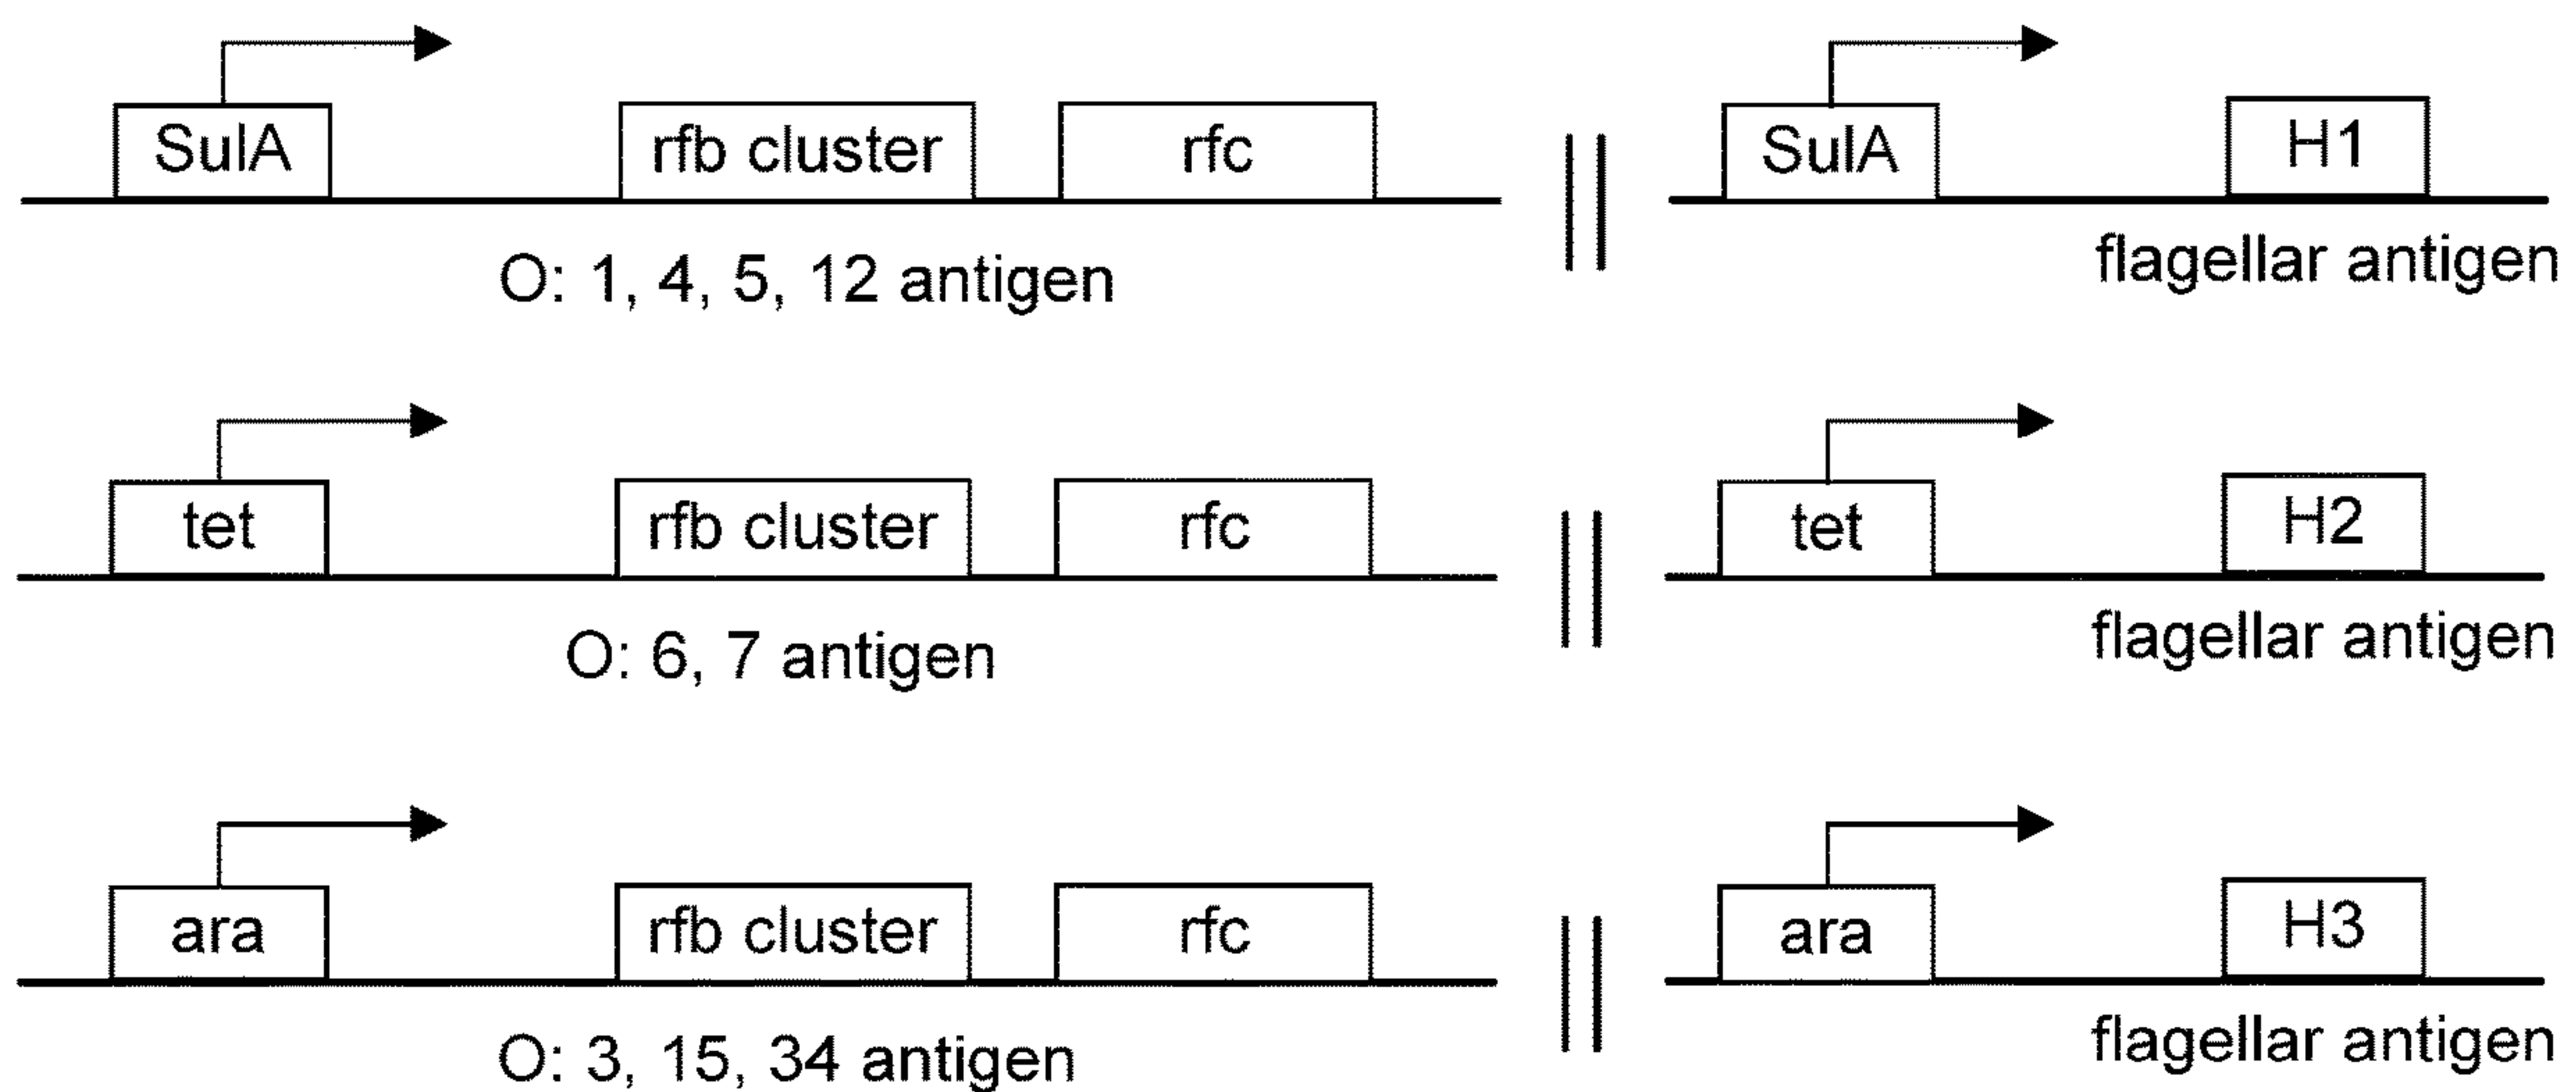 SulA rfb cluster rfc SulA H1
O: 1, 4, 5, 12 antigen flagellar antigen
tet rfb cluster rfc tet H2
O: 6, 7 antigen flagellar antigen
ara rfb cluster rfc ara H3
O: 3, 15, 34 antigen flagellar antigen